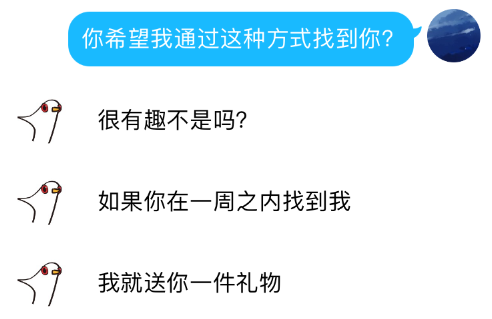 你希望我通过这种方式找到你？
很有趣不是吗？
如果你在一周之内找到我
我就送你一件礼物